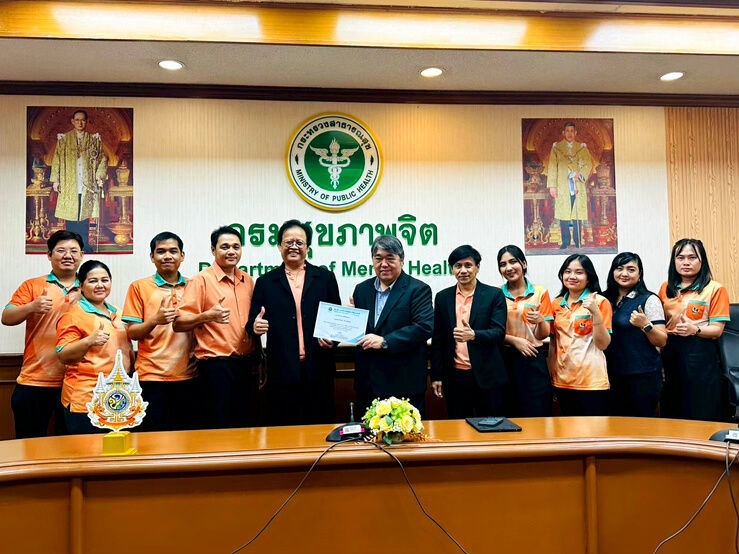 กระทรวงสาธารณสุข
MINISTRY OF PUBLIC HEALTH
กรมสุขภาพจิต
Department of Mental Health